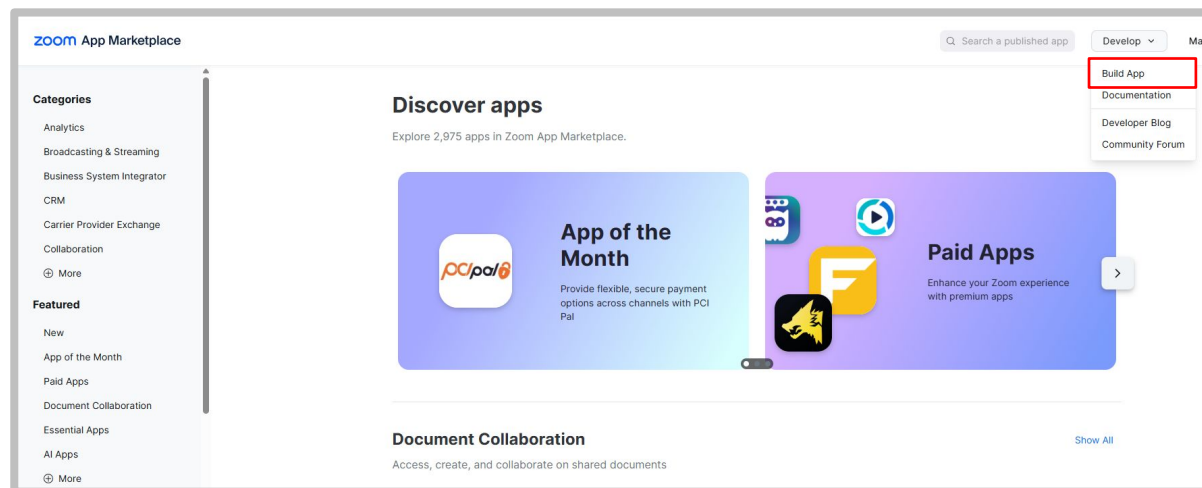 zoom App Marketplace
Search a published app
Develop
Ma
Build App
Documentation
Developer Blog
Community Forum
Categories
Analytics
Broadcasting & Streaming
Business System Integrator
CRM
Carrier Provider Exchange
Collaboration
More
Featured
New
App of the Month
Paid Apps
Document Collaboration
Essential Apps
AI Apps
More
Discover apps
Explore 2,975 apps in Zoom App Marketplace.
pcipal
App of the
Month
Provide flexible, secure payment
options across channels with PCI
Pal
Paid Apps
Enhance your Zoom experience
with premium apps
Document Collaboration
Show All
Access, create, and collaborate on shared documents